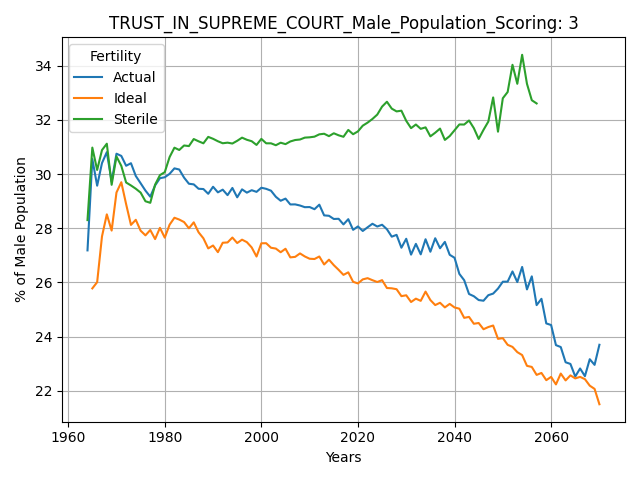 TRUST_IN_SUPREME_COURT_Male_Population_Scoring: 3
Fertility
Actual
Ideal
Sterile
% of Male Population
34
32
30
28
26
24
22
1960 1980 2000 2020 2040 2060
Years